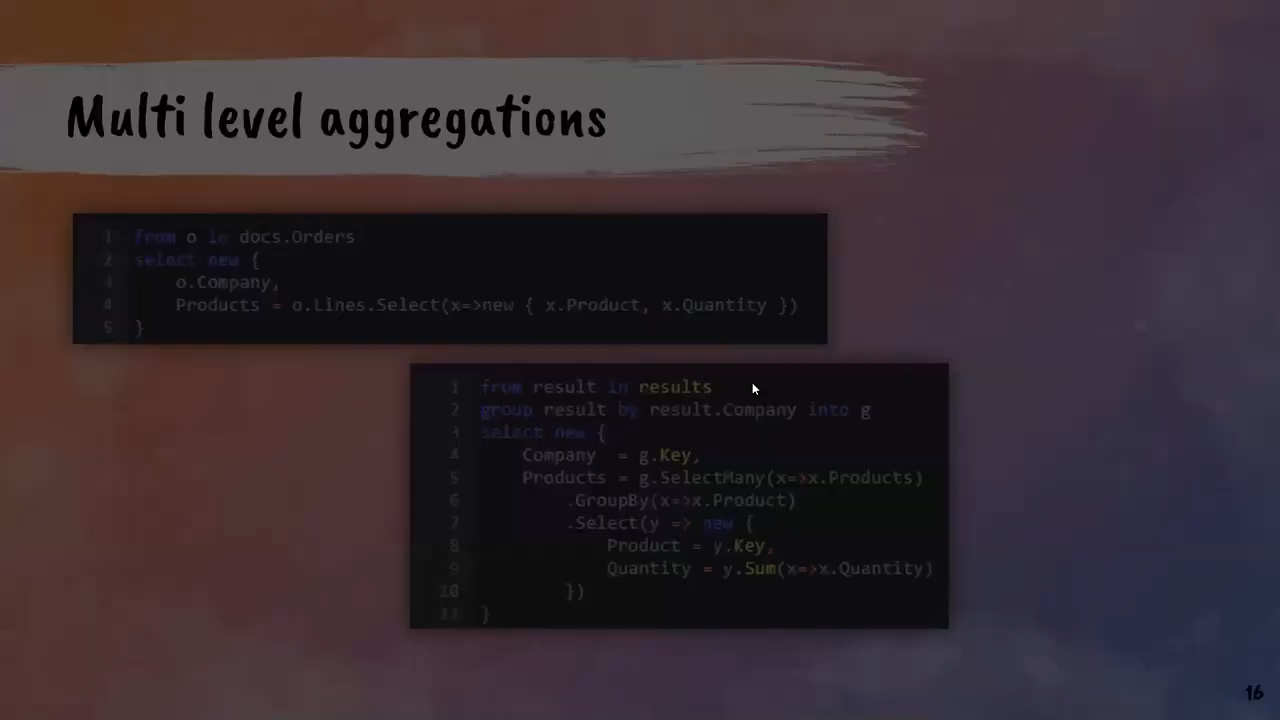 Multi level aggregations
1 from o in docs.Orders
2 select new {
3 o.Company,
4 Products = o.Lines.Select(x=>new { x.Product, x.Quantity })
5 }
1 from result in results
2 group result by result.Company into g
3 select new {
4 Company = g.Key,
5 Products = g.SelectMany(x=>x.Products)
6 .GroupBy(x=>x.Product)
7 .Select(y => new {
8 Product = y.Key,
9 Quantity = y.Sum(x=>x.Quantity)
10 })
11 }
16